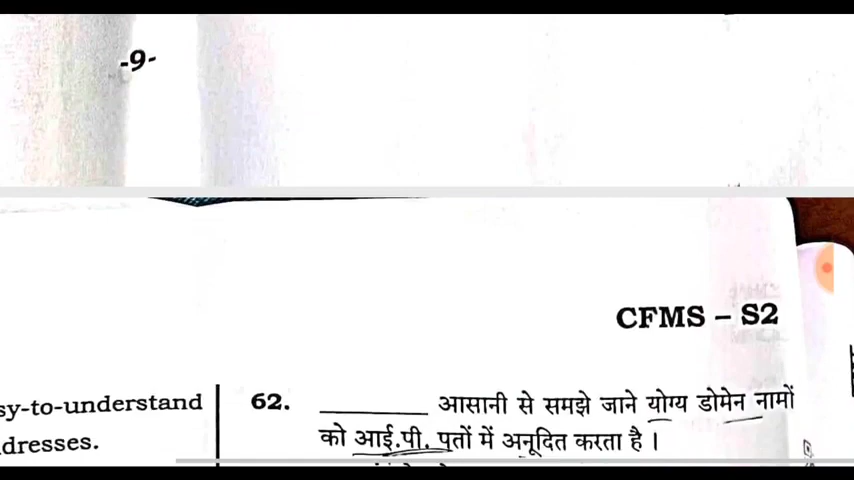 -9-
CFMS – S2
sy-to-understand
dresses.
62. ________ आसानी से समझे जाने योग्य डोमेन नामों
को आई.पी. पतों में अनूदित करता है ।